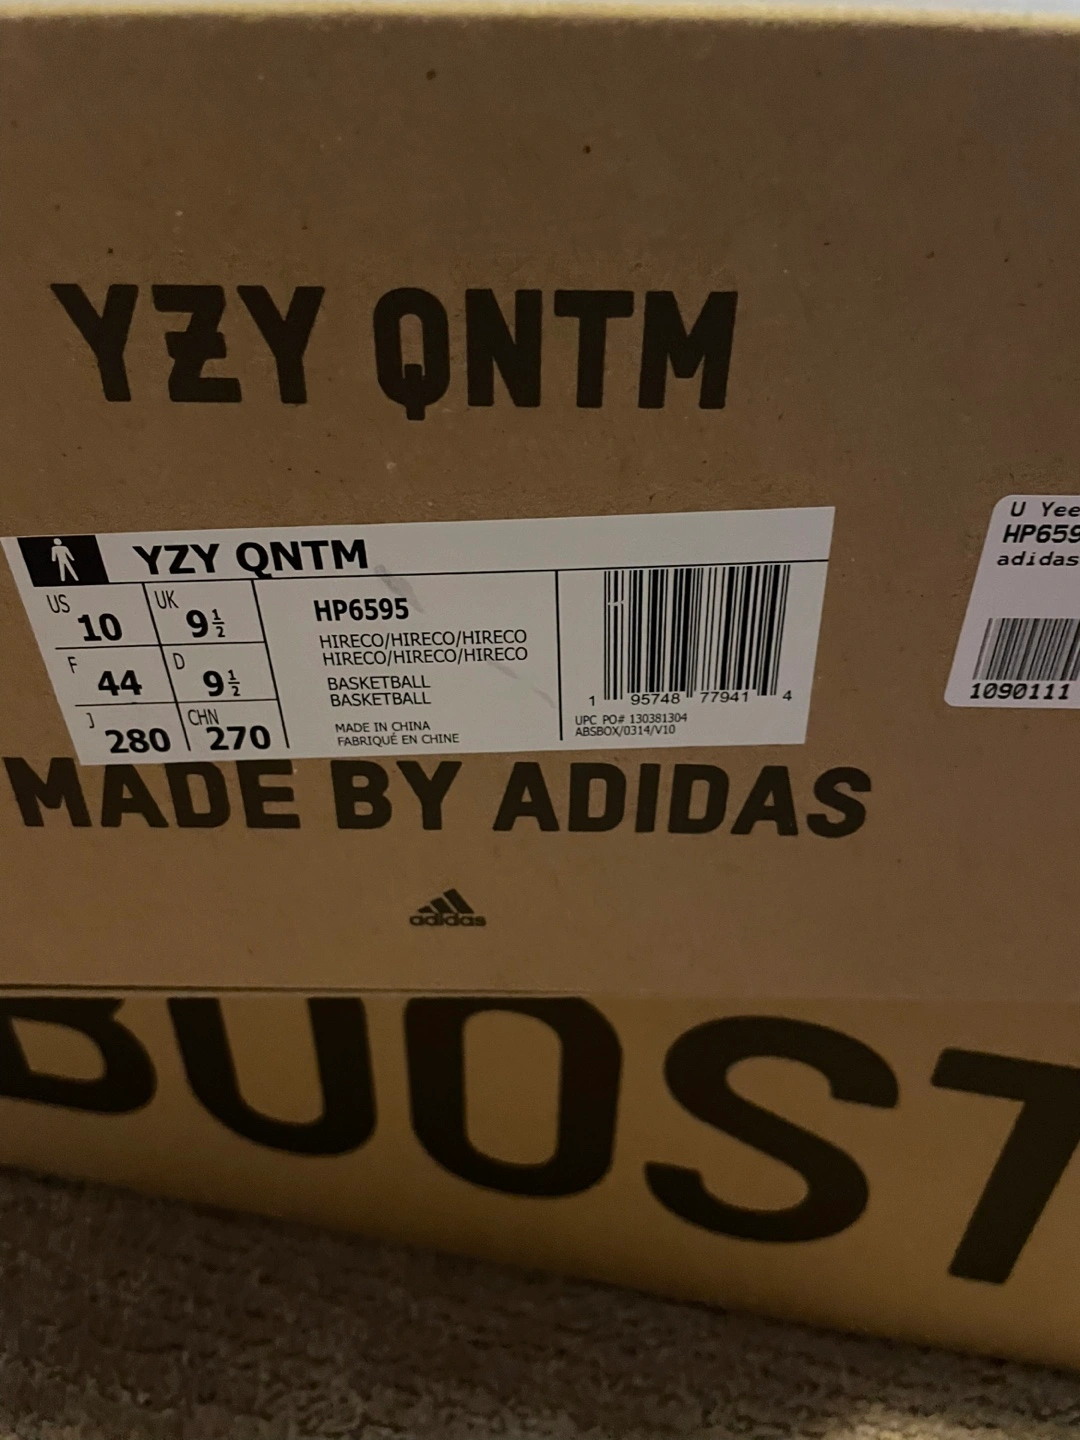 YZY QNTM
YZY QNTM
US 10 UK 9½
F 44 D 9½
J 280 CHN 270
HP6595
HIRECO/HIRECO/HIRECO
HIRECO/HIRECO/HIRECO
BASKETBALL
BASKETBALL
MADE IN CHINA
FABRIQUÉ EN CHINE
1 95748 77941 4
UPC PO# 130381304
ABSBOX/0314/V10
U Yee
HP659
adidas
1090111
MADE BY ADIDAS
adidas
BOOST